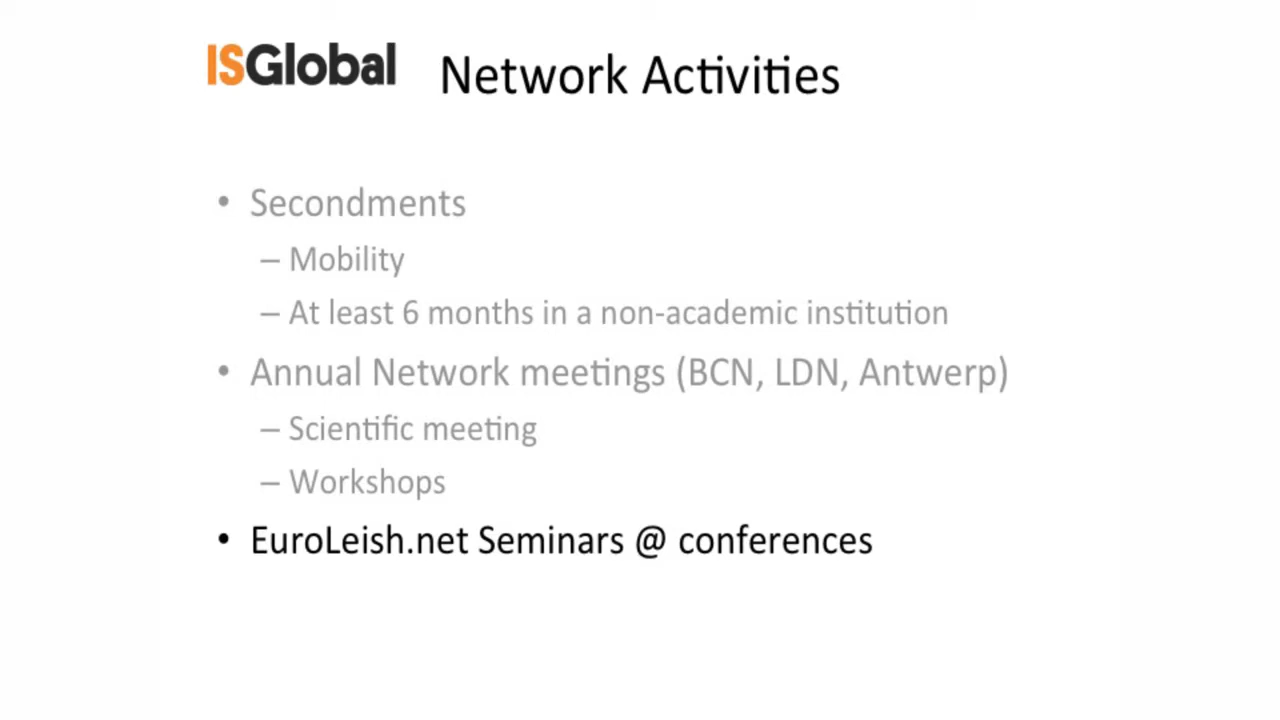 ISGlobal
Network Activities
• Secondments
– Mobility
– At least 6 months in a non-academic institution
• Annual Network meetings (BCN, LDN, Antwerp)
– Scientific meeting
– Workshops
• EuroLeish.net Seminars @ conferences